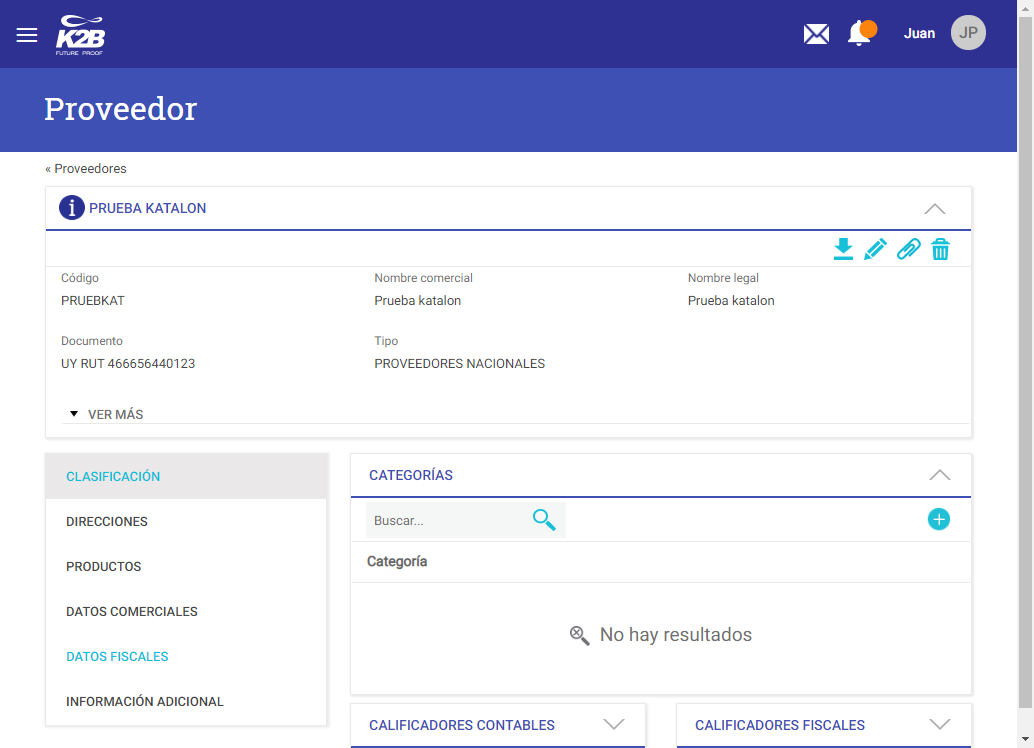 K2B
FUTURE PROOF
Juan
JP
Proveedor
« Proveedores
i PRUEBA KATALON
Código
Nombre comercial
Nombre legal
PRUEBKAT
Prueba katalon
Prueba katalon
Documento
Tipo
UY RUT 466656440123
PROVEEDORES NACIONALES
VER MÁS
CLASIFICACIÓN
DIRECCIONES
PRODUCTOS
DATOS COMERCIALES
DATOS FISCALES
INFORMACIÓN ADICIONAL
CATEGORÍAS
Buscar...
Categoría
No hay resultados
CALIFICADORES CONTABLES
CALIFICADORES FISCALES